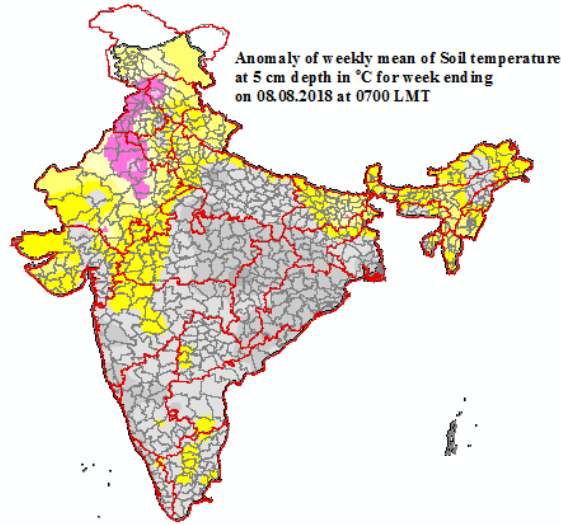 Anomaly of weekly mean of Soil temperature
at 5 cm depth in °C for week ending
on 08.08.2018 at 0700 LMT